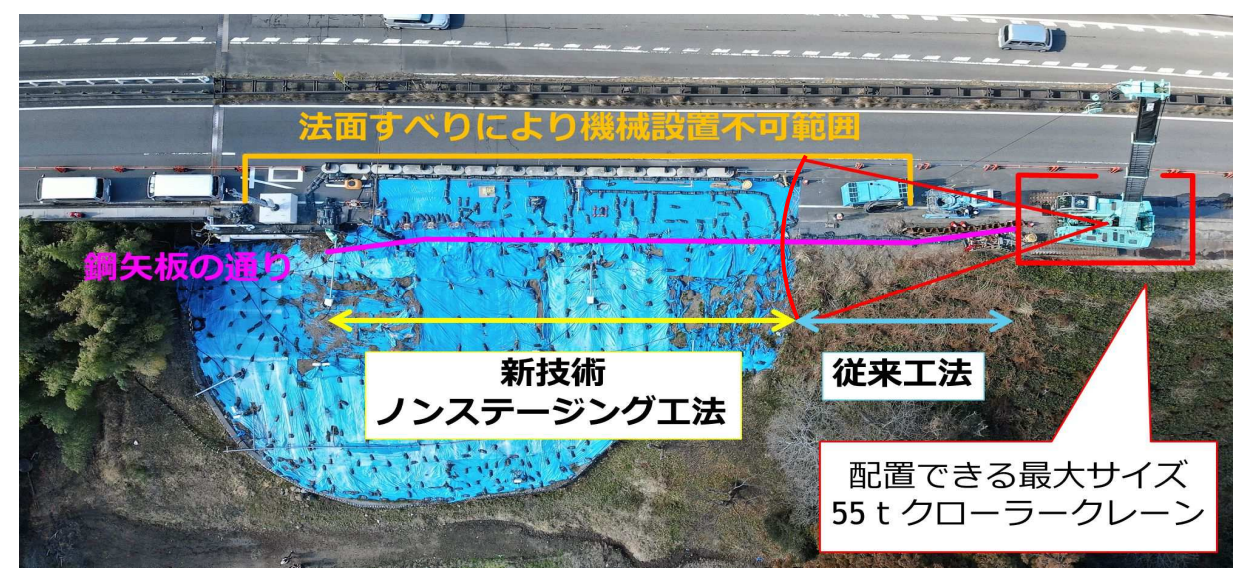 法面すべりにより機械設置不可範囲
鋼矢板の通り
新技術
ノンステージング工法
従来工法
配置できる最大サイズ
55ｔクローラークレーン